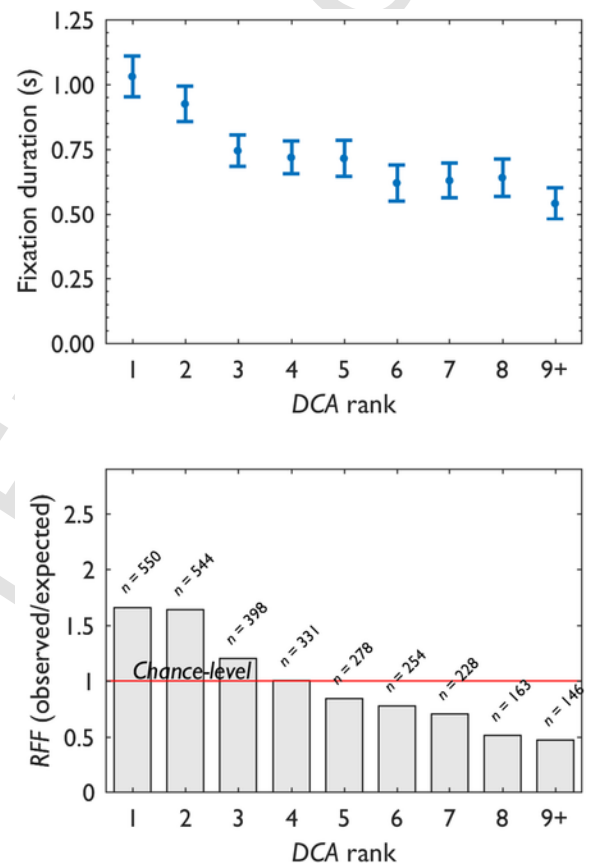 1.25
1.00
0.75
0.50
0.25
0.00
Fixation duration (s)
1 2 3 4 5 6 7 8 9+
DCA rank
2.5
2
1.5
1
0.5
0
RFF (observed/expected)
n = 550
n = 544
n = 398
n = 331
n = 278
n = 254
n = 228
n = 163
n = 146
Chance-level
1 2 3 4 5 6 7 8 9+
DCA rank